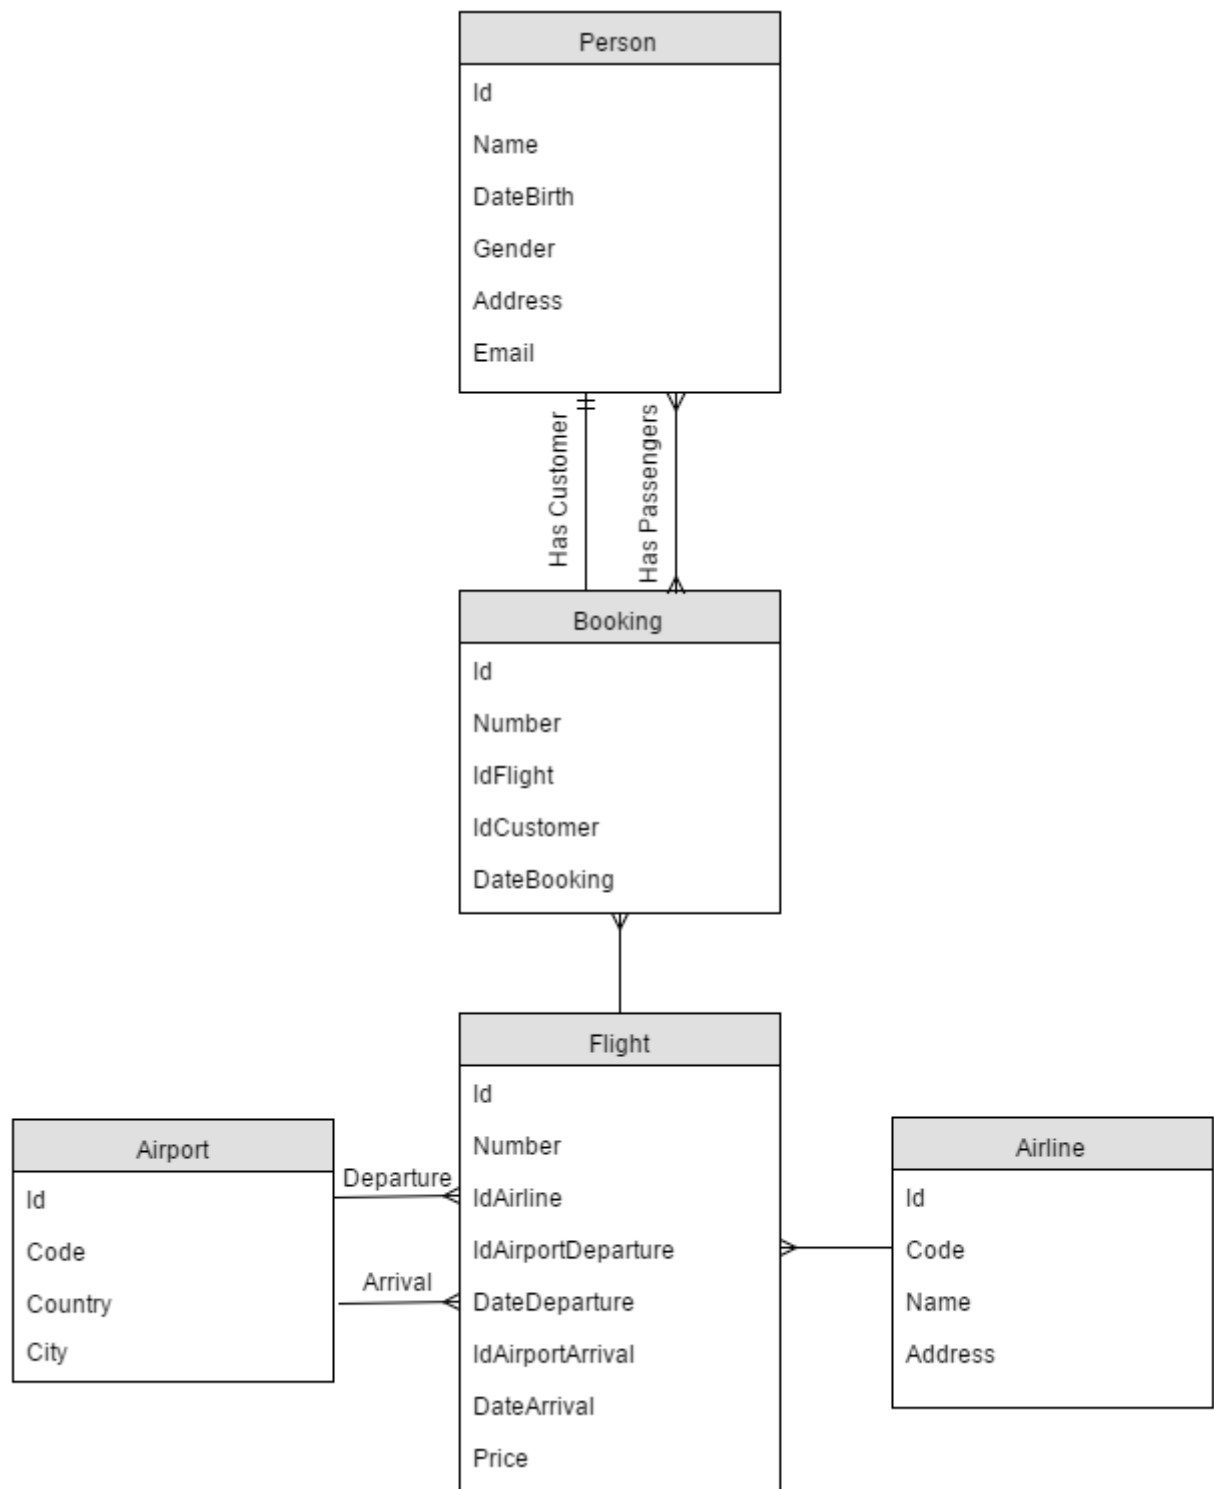 Person
Id
Name
DateBirth
Gender
Address
Email
Has Customer
Has Passengers
Booking
Id
Number
IdFlight
IdCustomer
DateBooking
Flight
Id
Number
IdAirline
IdAirportDeparture
DateDeparture
IdAirportArrival
DateArrival
Price
Airport
Id
Code
Country
City
Departure
Arrival
Airline
Id
Code
Name
Address